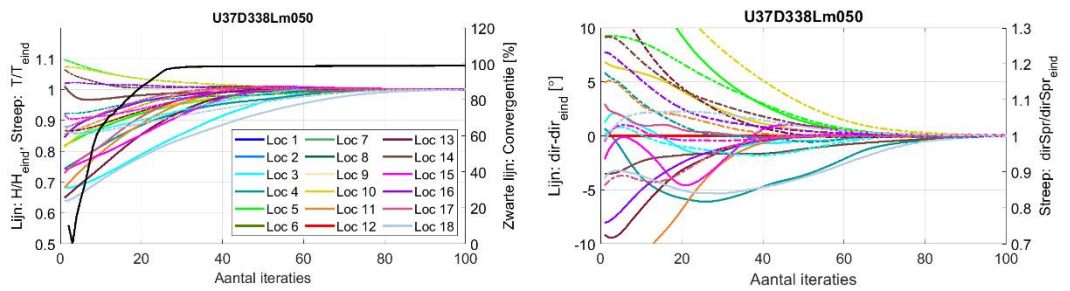 U37D338Lm050
Lijn: H/Heind, Streep: T/Teind
1.1
1
0.9
0.8
0.7
0.6
0.5
120
100
80
60
40
20
0
Zwarte lijn: Convergentie [%]
Loc 1 Loc 7 Loc 13
Loc 2 Loc 8 Loc 14
Loc 3 Loc 9 Loc 15
Loc 4 Loc 10 Loc 16
Loc 5 Loc 11 Loc 17
Loc 6 Loc 12 Loc 18
0 20 40 60 80 100
Aantal iteraties
U37D338Lm050
Lijn: dir-direind [°]
10
5
0
-5
-10
1.3
1.2
1.1
1
0.9
0.8
0.7
Streep: dirSpr/dirSpreind
0 20 40 60 80 100
Aantal iteraties